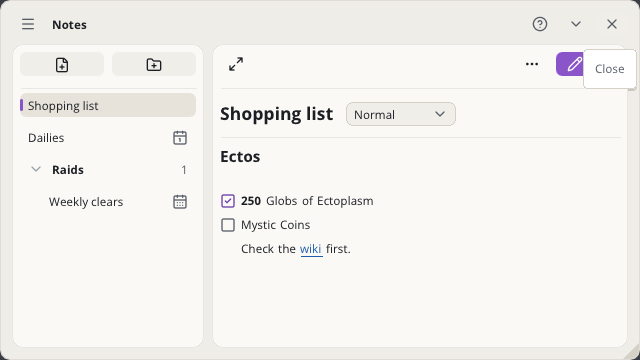 Notes
Close
Shopping list
Dailies
Raids 1
Weekly clears
Shopping list Normal
Ectos
250 Globs of Ectoplasm
Mystic Coins
Check the wiki first.